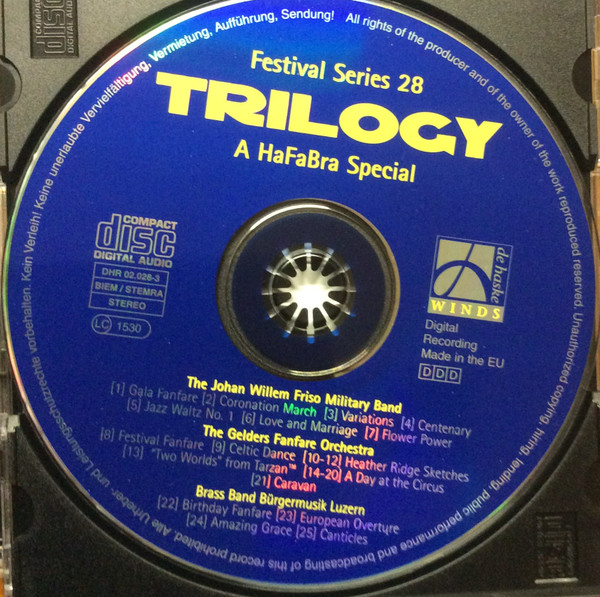 Festival Series 28
TRILOGY
A HaFaBra Special
COMPACT
disc
DIGITAL AUDIO
DHR 02.028-3
BIEM / STEMRA
STEREO
LC 1530
de haske
WINDS
Digital
Recording
Made in the EU
DDD
The Johan Willem Friso Military Band
[1] Gala Fanfare [2] Coronation March [3] Variations [4] Centenary
[5] Jazz Waltz No. 1 [6] Love and Marriage [7] Flower Power
The Gelders Fanfare Orchestra
[8] Festival Fanfare [9] Celtic Dance [10-12] Heather Ridge Sketches
[13] "Two Worlds" from Tarzan™ [14-20] A Day at the Circus
[21] Caravan
Brass Band Bürgermusik Luzern
[22] Birthday Fanfare [23] European Overture
[24] Amazing Grace [25] Canticles
Alle Urheber- und Leistungsschutzrechte vorbehalten. Kein Verleih! Keine unerlaubte Vervielfältigung, Vermietung, Aufführung, Sendung! All rights of the producer and of the owner of the work reproduced reserved. Unauthorized copying, hiring, lending, public performance and broadcasting of this record prohibited.
COMPACT
disc
DIGITAL AUDIO